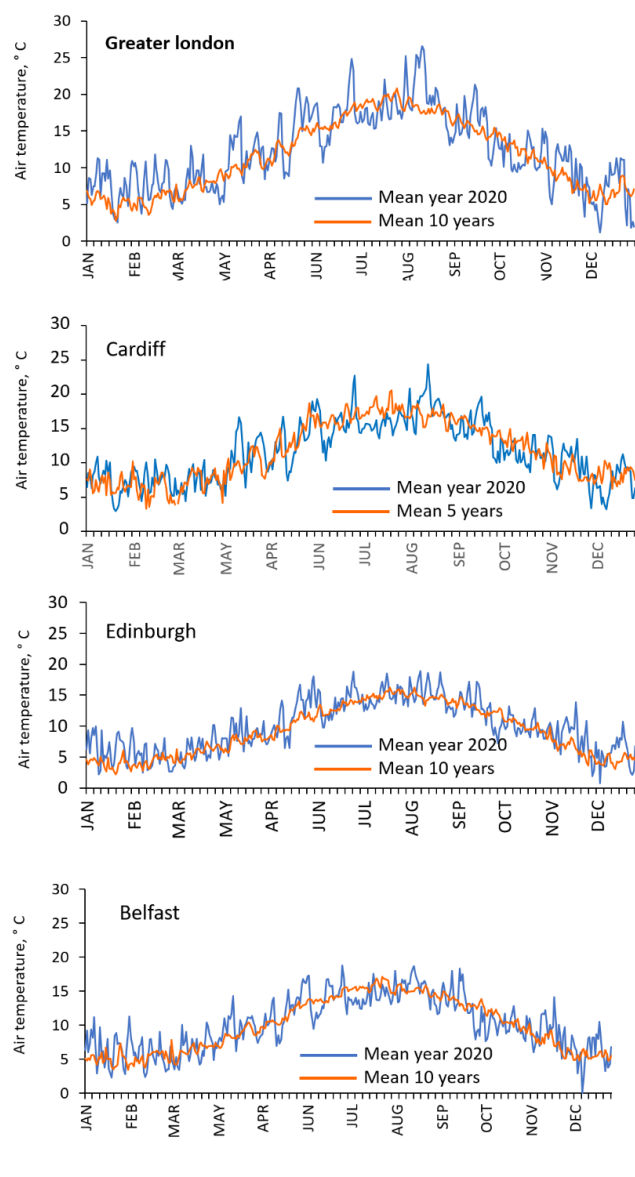 Greater london
Air temperature, ° C
30
25
20
15
10
5
0
Mean year 2020
Mean 10 years
JAN FEB MAR MAY APR JUN JUL AUG SEP OCT NOV DEC
Cardiff
Air temperature, ° C
30
25
20
15
10
5
0
Mean year 2020
Mean 5 years
JAN FEB MAR MAY APR JUN JUL AUG SEP OCT NOV DEC
Edinburgh
Air temperature, ° C
30
25
20
15
10
5
0
Mean year 2020
Mean 10 years
JAN FEB MAR MAY APR JUN JUL AUG SEP OCT NOV DEC
Belfast
Air temperature, ° C
30
25
20
15
10
5
0
Mean year 2020
Mean 10 years
JAN FEB MAR MAY APR JUN JUL AUG SEP OCT NOV DEC